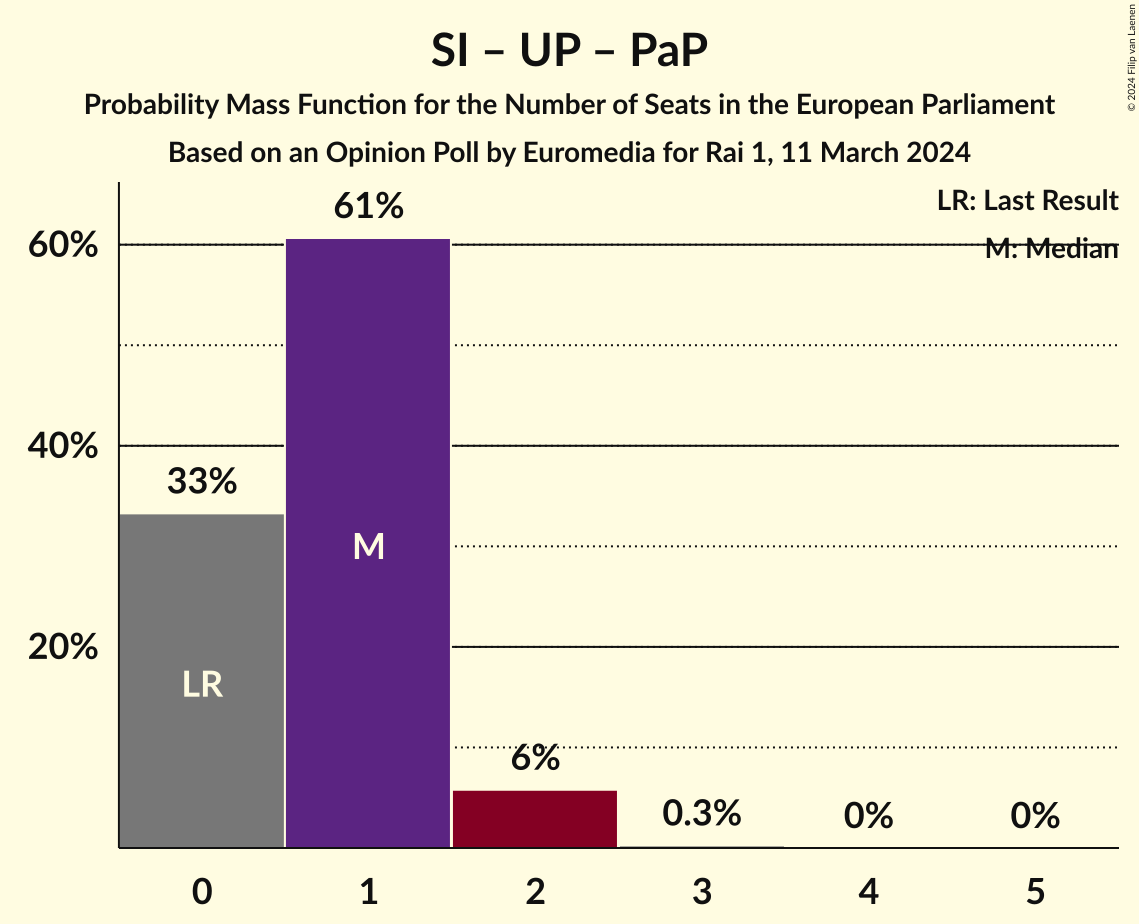 SI – UP – PaP
Probability Mass Function for the Number of Seats in the European Parliament
Based on an Opinion Poll by Euromedia for Rai 1, 11 March 2024
© 2024 Filip van Laenen
LR: Last Result
M: Median
60%
40%
20%
33%
61%
6%
0.3%
0%
0%
LR
M
0
1
2
3
4
5